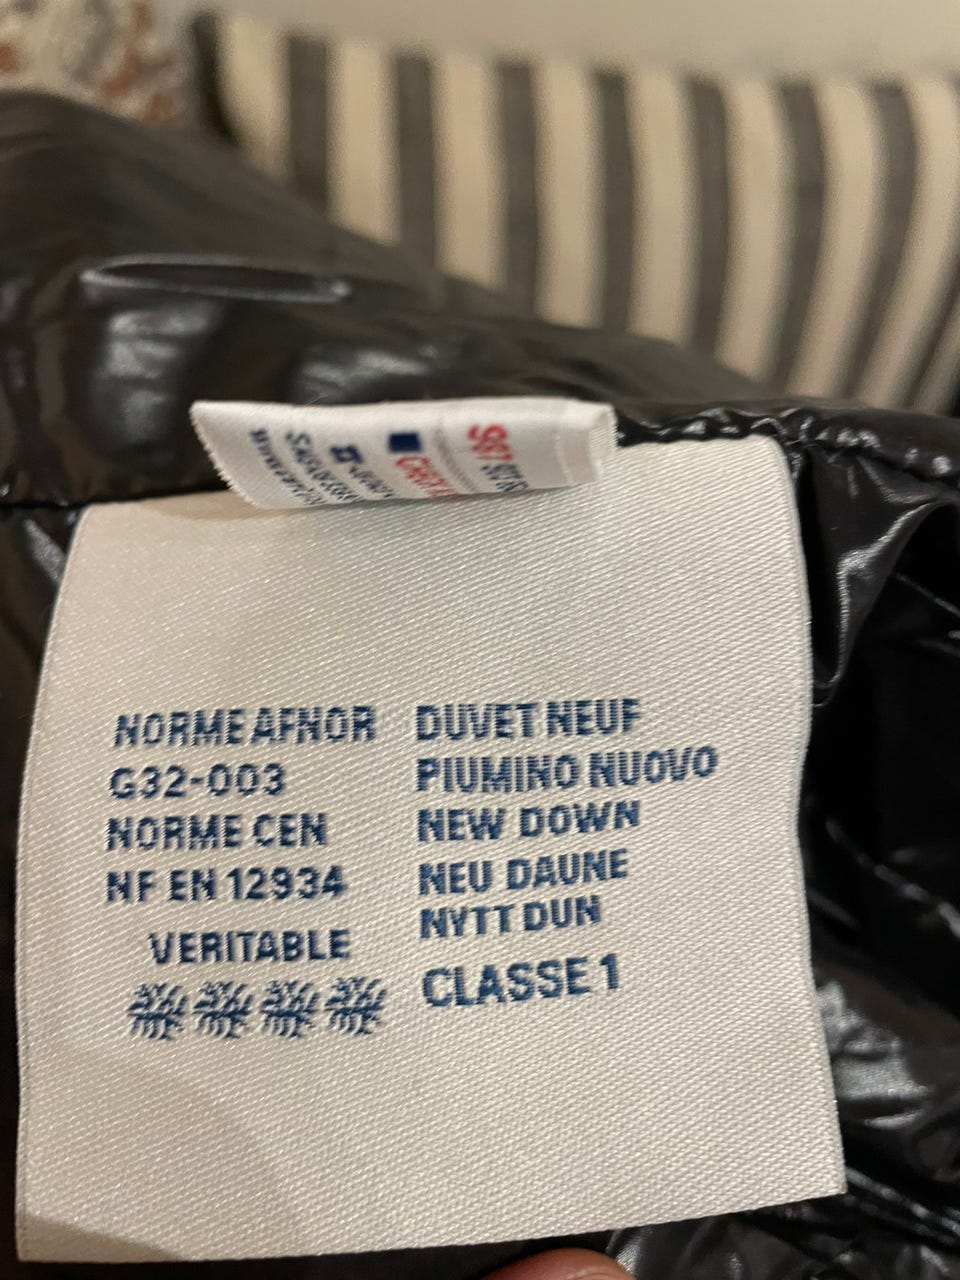 NORME AFNOR
G32-003
NORME CEN
NF EN 12934
VERITABLE
DUVET NEUF
PIUMINO NUOVO
NEW DOWN
NEU DAUNE
NYTT DUN
CLASSE 1